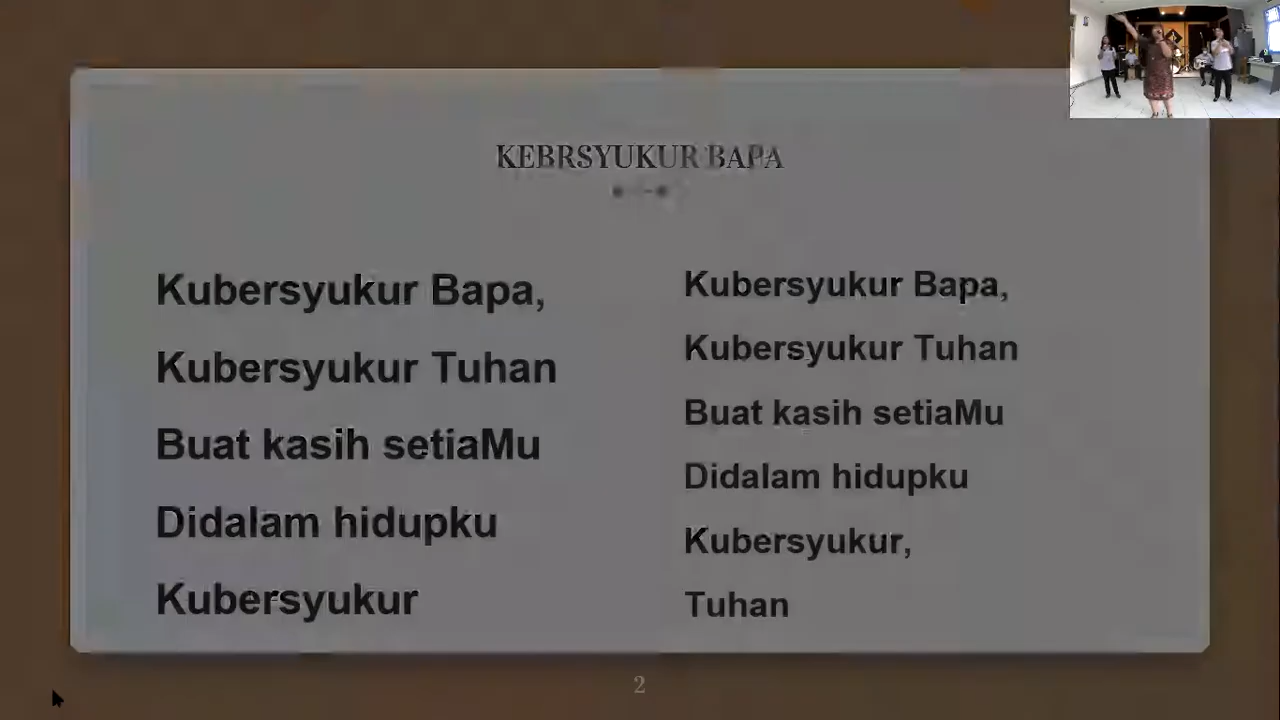 KEBRSYUKUR BAPA
Kubersyukur Bapa,
Kubersyukur Tuhan
Buat kasih setiaMu
Didalam hidupku
Kubersyukur
Kubersyukur Bapa,
Kubersyukur Tuhan
Buat kasih setiaMu
Didalam hidupku
Kubersyukur,
Tuhan
2